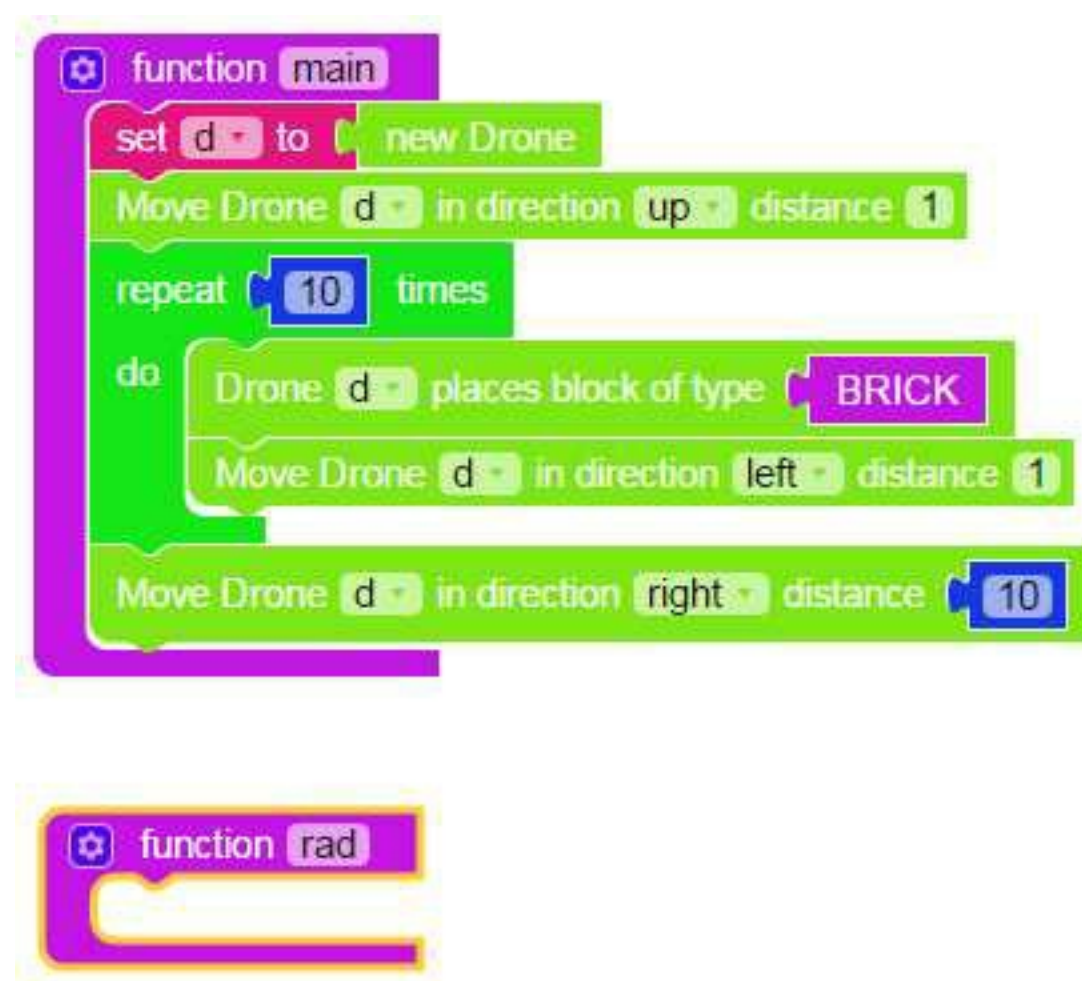 function main
set d to new Drone
Move Drone d in direction up distance 1
repeat 10 times
do
Drone d places block of type BRICK
Move Drone d in direction left distance 1
Move Drone d in direction right distance 10
function rad